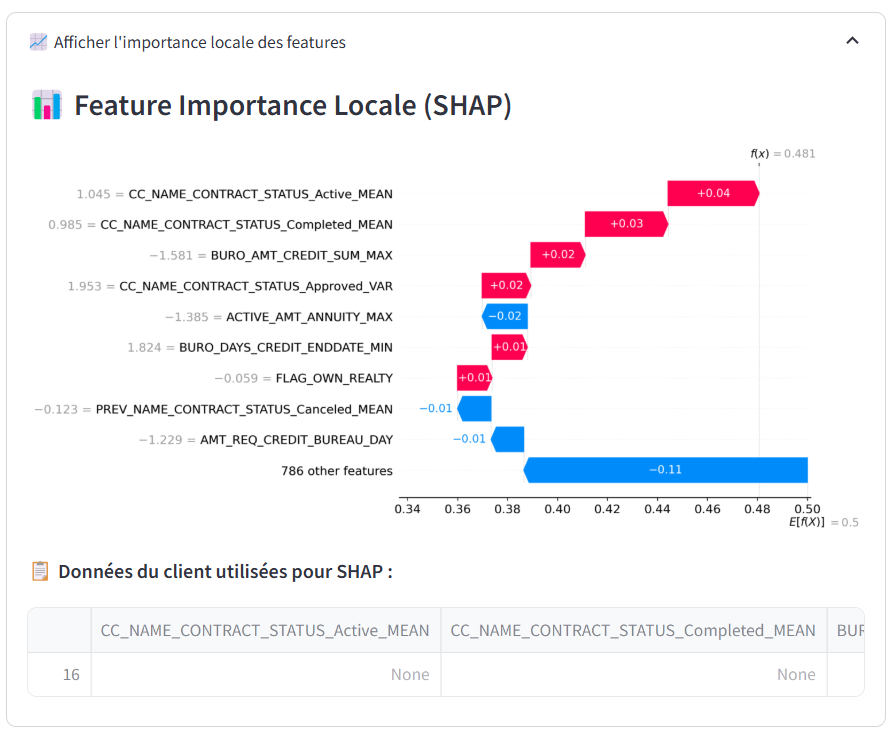 Afficher l'importance locale des features
Feature Importance Locale (SHAP)
f(x) = 0.481
1.045 = CC_NAME_CONTRACT_STATUS_Active_MEAN +0.04
0.985 = CC_NAME_CONTRACT_STATUS_Completed_MEAN +0.03
−1.581 = BURO_AMT_CREDIT_SUM_MAX +0.02
1.953 = CC_NAME_CONTRACT_STATUS_Approved_VAR +0.02
−1.385 = ACTIVE_AMT_ANNUITY_MAX −0.02
1.824 = BURO_DAYS_CREDIT_ENDDATE_MIN +0.01
−0.059 = FLAG_OWN_REALTY +0.01
−0.123 = PREV_NAME_CONTRACT_STATUS_Canceled_MEAN −0.01
−1.229 = AMT_REQ_CREDIT_BUREAU_DAY −0.01
786 other features −0.11
0.34 0.36 0.38 0.40 0.42 0.44 0.46 0.48 0.50
E[f(X)] = 0.5
Données du client utilisées pour SHAP :
CC_NAME_CONTRACT_STATUS_Active_MEAN CC_NAME_CONTRACT_STATUS_Completed_MEAN BUR
16 None None